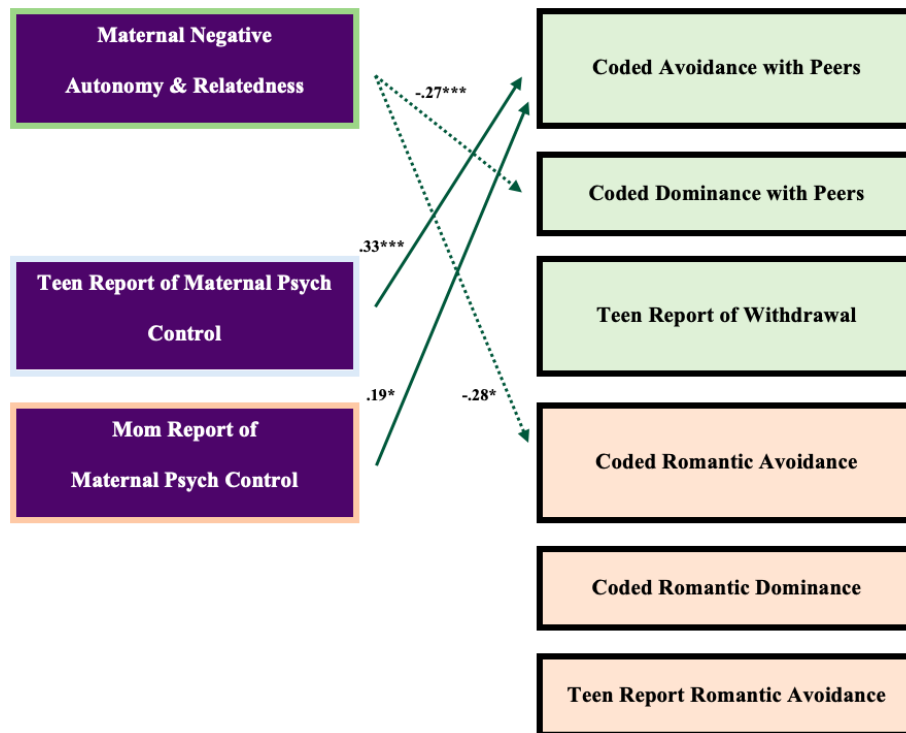 Maternal Negative
Autonomy & Relatedness
Coded Avoidance with Peers
-.27***
Coded Dominance with Peers
.33***
Teen Report of Maternal Psych
Control
Teen Report of Withdrawal
.19*
-.28*
Mom Report of
Maternal Psych Control
Coded Romantic Avoidance
Coded Romantic Dominance
Teen Report Romantic Avoidance